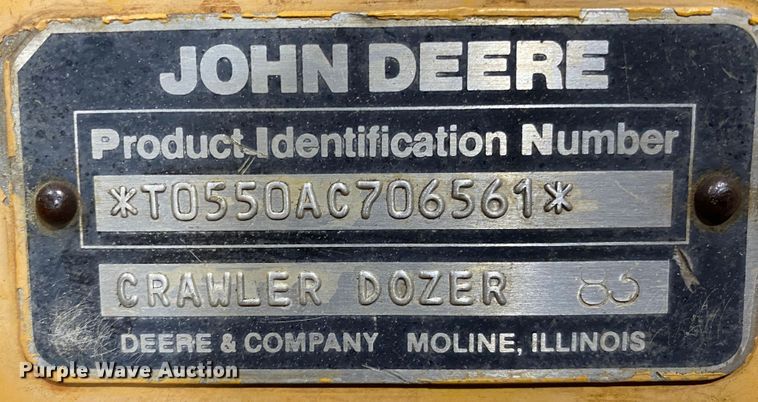 JOHN DEERE
Product Identification Number
*T0550AC706561*
CRAWLER DOZER
DEERE & COMPANY MOLINE, ILLINOIS
Purple Wave Auction